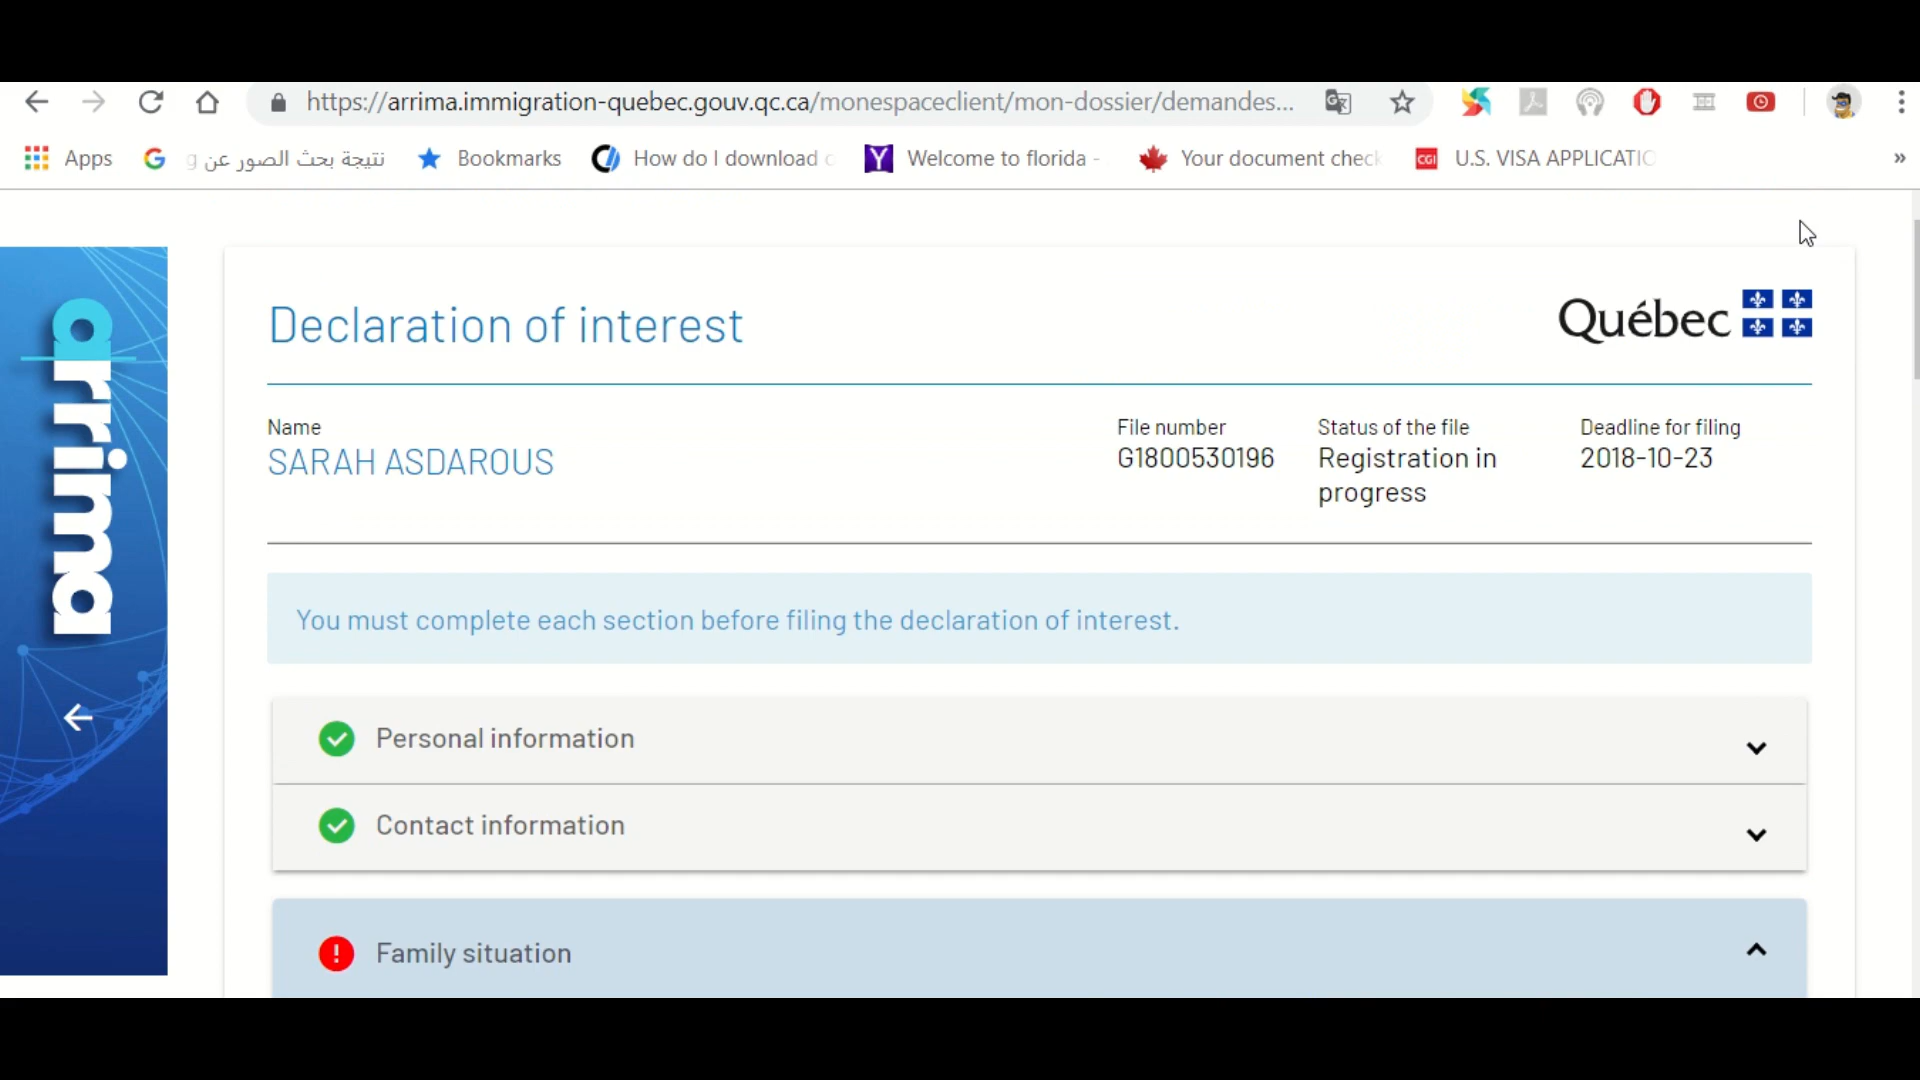 https://arrima.immigration-quebec.gouv.qc.ca/monespaceclient/mon-dossier/demandes...
Apps
نتيجة بحث الصور عن g
Bookmarks
How do I download
Welcome to florida -
Your document check
CGI
U.S. VISA APPLICATIO
»
arrima
Declaration of interest
Québec
Name
SARAH ASDAROUS
File number
G1800530196
Status of the file
Registration in
progress
Deadline for filing
2018-10-23
You must complete each section before filing the declaration of interest.
Personal information
Contact information
! Family situation